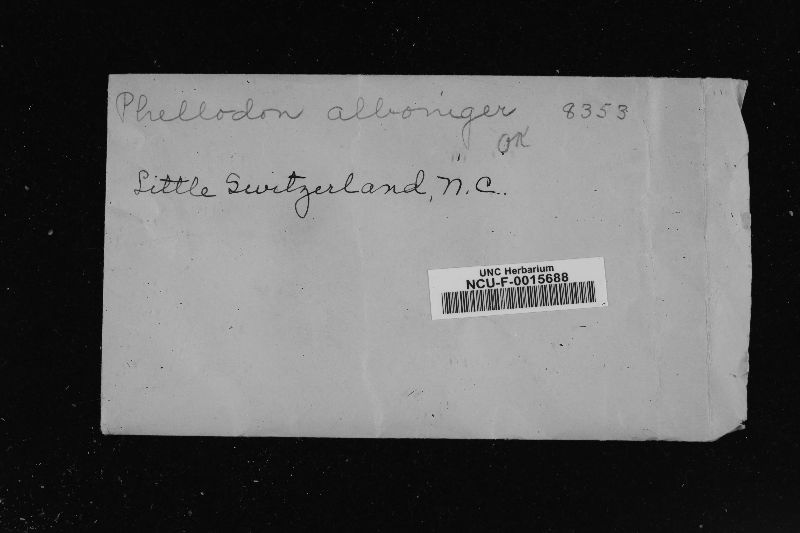 Phellodon alboniger 8353
OK
Little Switzerland, N.C.
UNC Herbarium
NCU-F-0015688